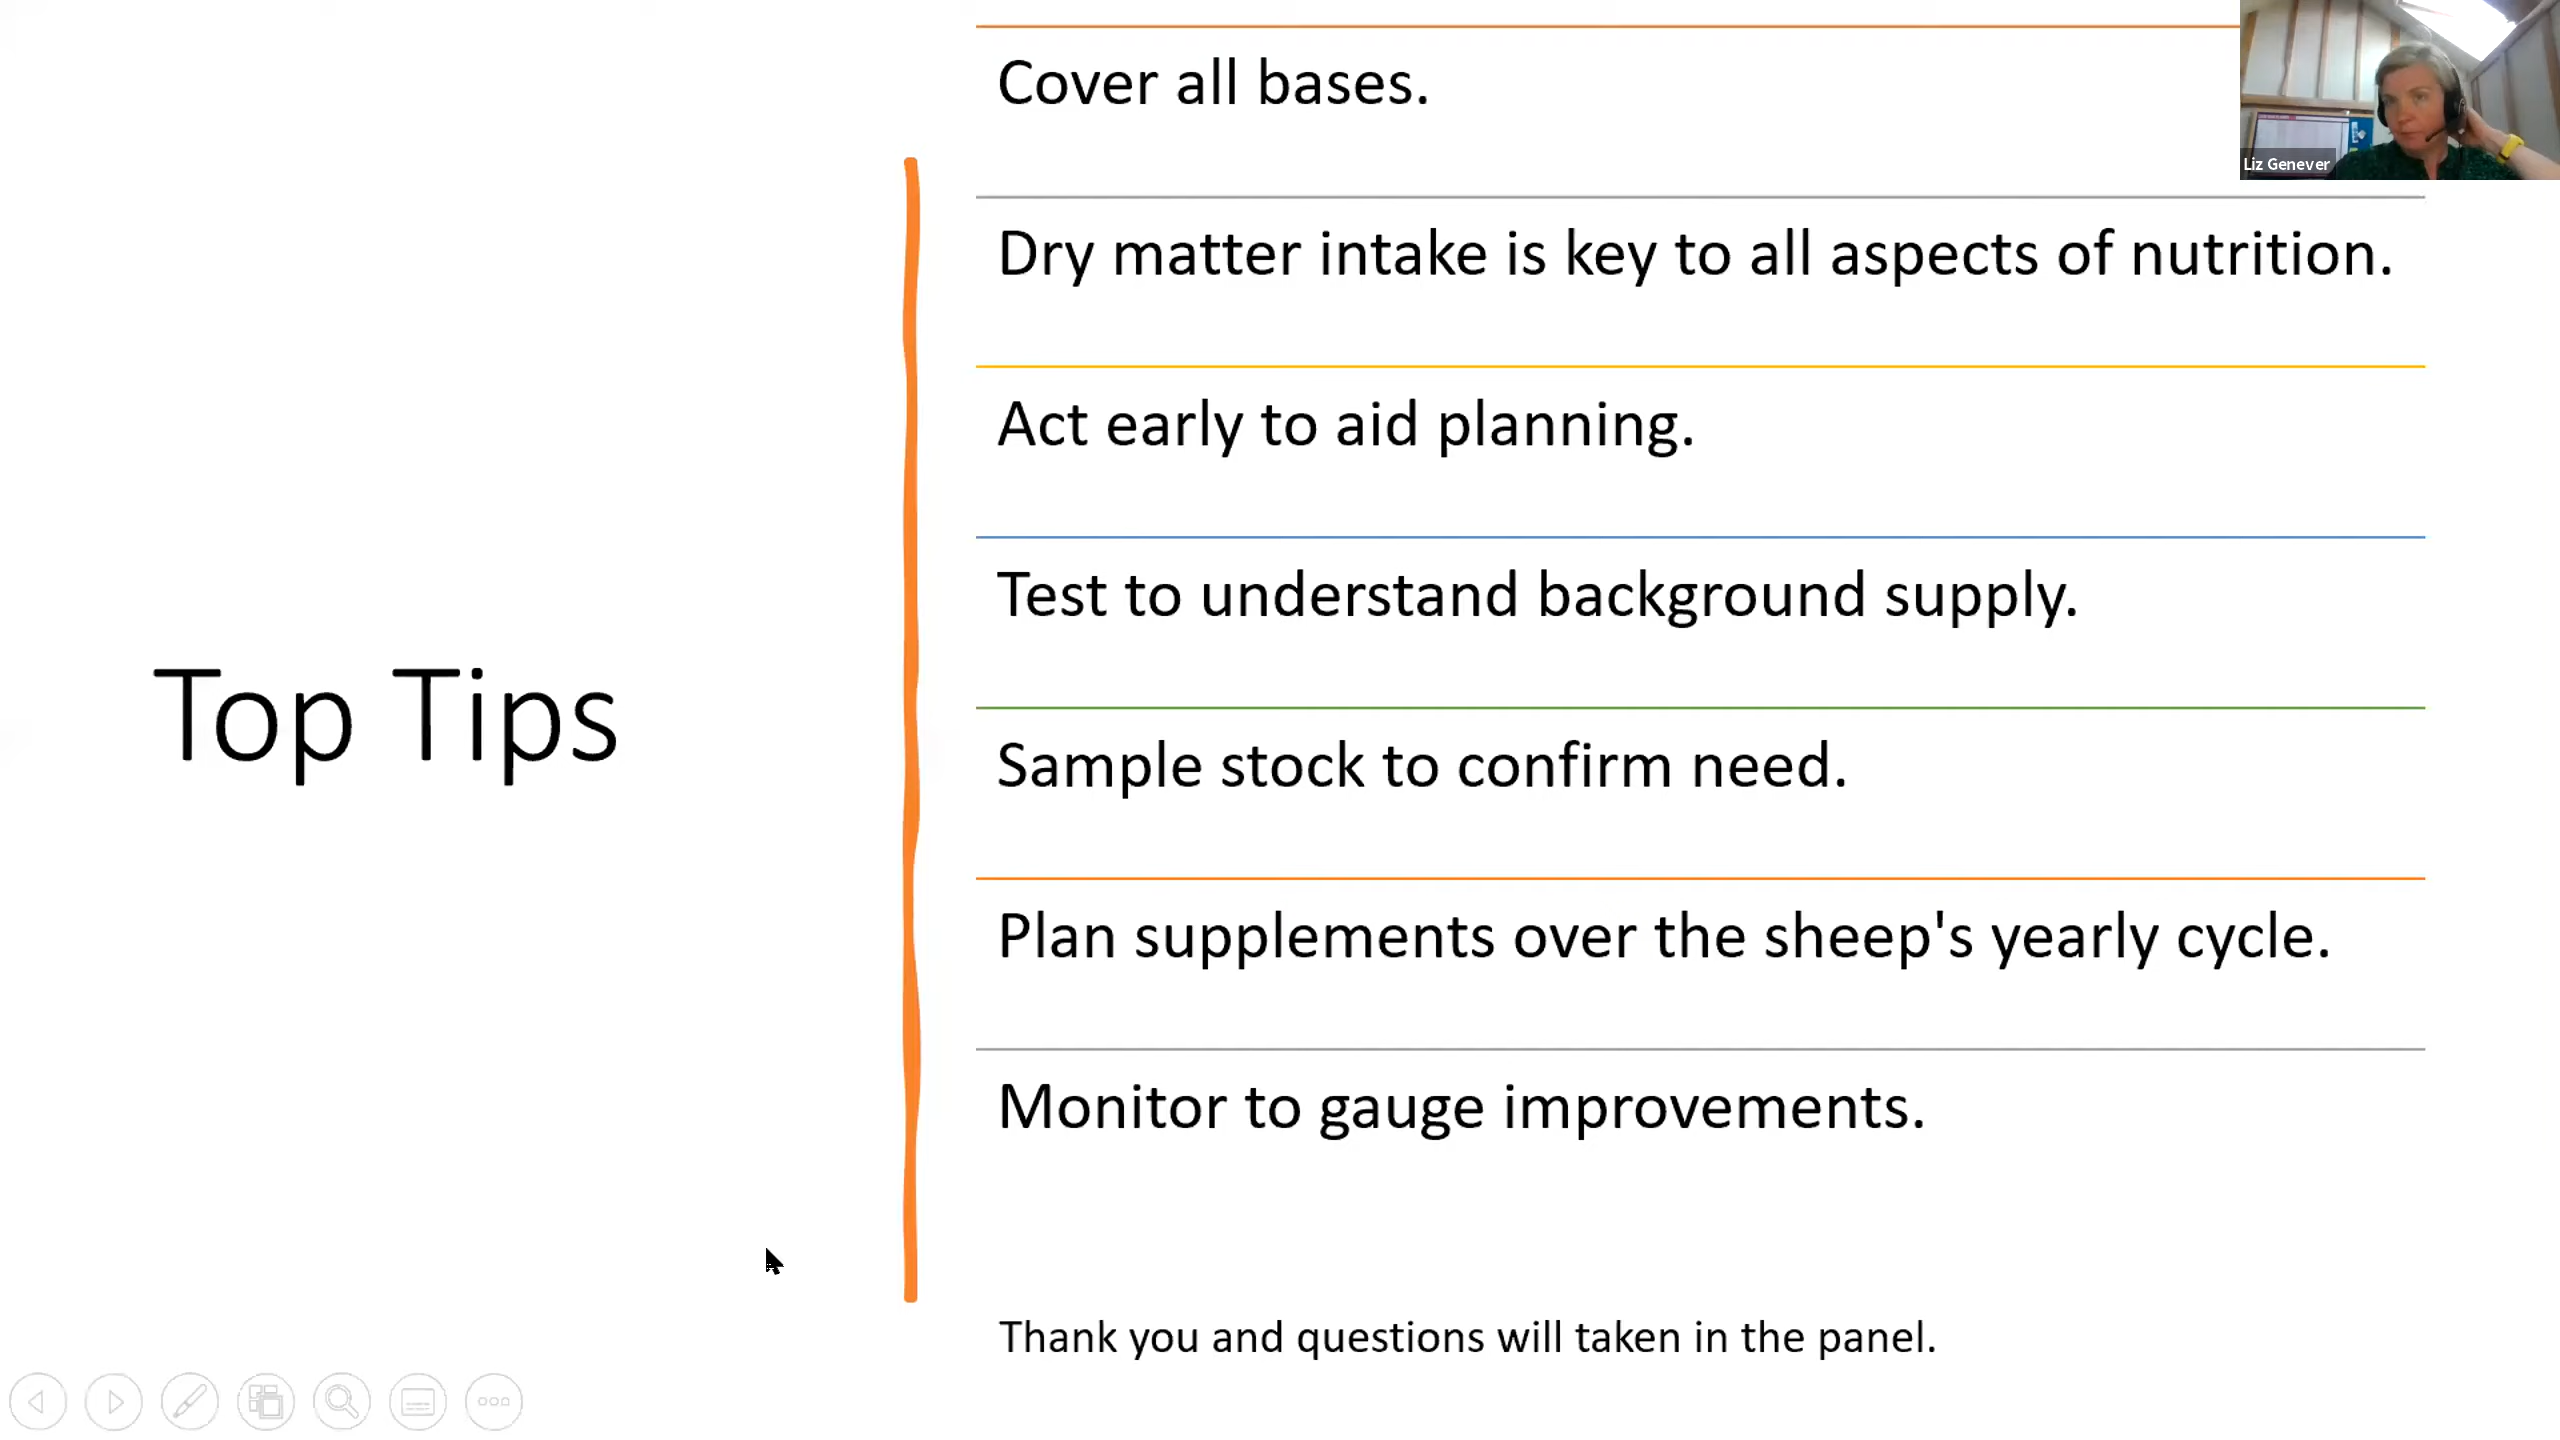 Top Tips
Cover all bases.
Dry matter intake is key to all aspects of nutrition.
Act early to aid planning.
Test to understand background supply.
Sample stock to confirm need.
Plan supplements over the sheep's yearly cycle.
Monitor to gauge improvements.
Thank you and questions will taken in the panel.
Liz Genever